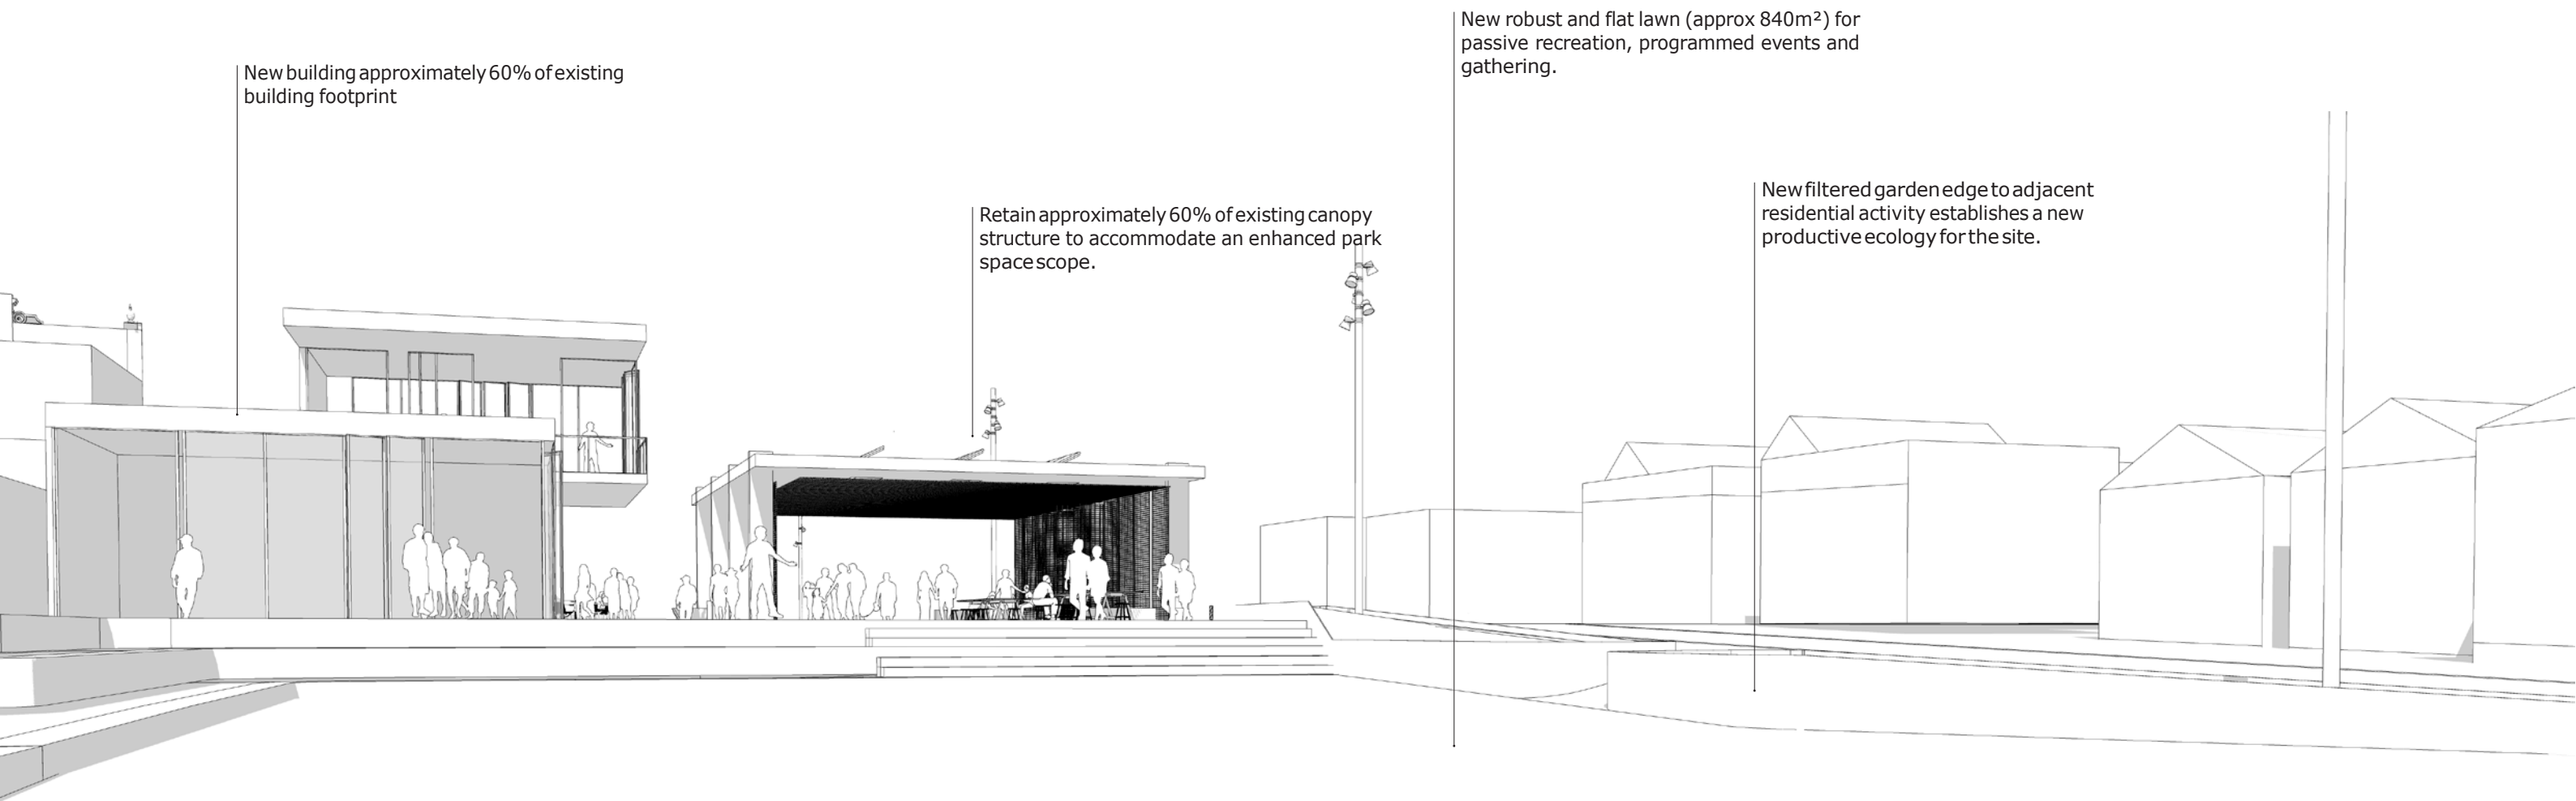 New building approximately 60% of existing
building footprint
Retain approximately 60% of existing canopy
structure to accommodate an enhanced park
space scope.
New robust and flat lawn (approx 840m²) for
passive recreation, programmed events and
gathering.
New filtered garden edge to adjacent
residential activity establishes a new
productive ecology for the site.